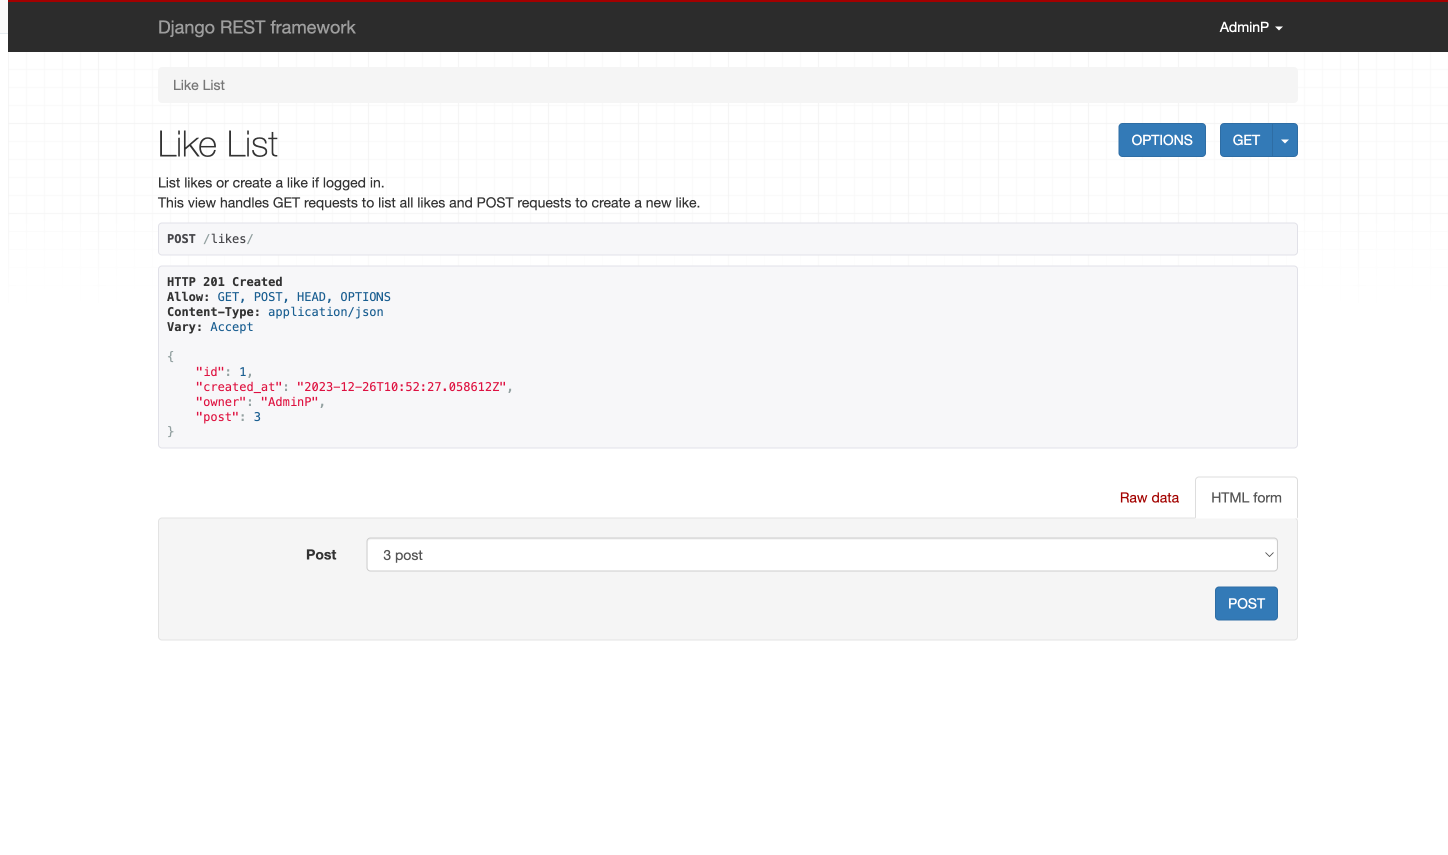 Django REST framework
AdminP
Like List
Like List
OPTIONS
GET
List likes or create a like if logged in.
This view handles GET requests to list all likes and POST requests to create a new like.
POST /likes/
HTTP 201 Created
Allow: GET, POST, HEAD, OPTIONS
Content-Type: application/json
Vary: Accept
{
    "id": 1,
    "created_at": "2023-12-26T10:52:27.058612Z",
    "owner": "AdminP",
    "post": 3
}
Raw data
HTML form
Post
3 post
POST